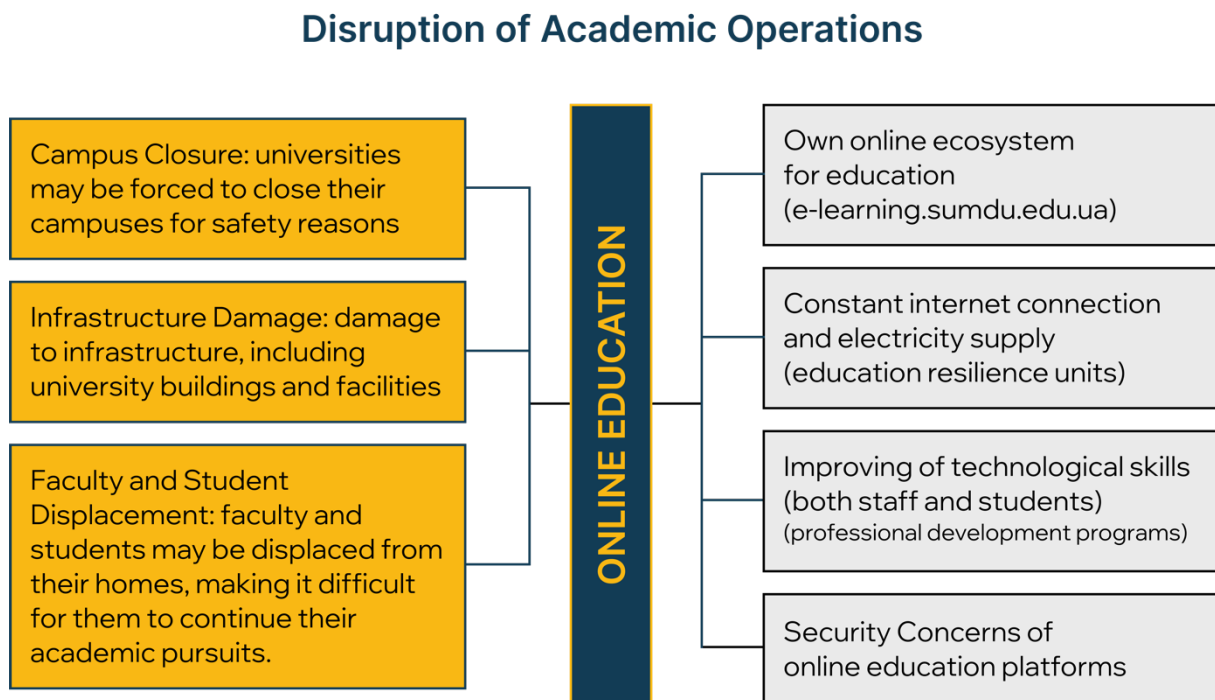 Disruption of Academic Operations
Campus Closure: universities
may be forced to close their
campuses for safety reasons
Infrastructure Damage: damage
to infrastructure, including
university buildings and facilities
Faculty and Student
Displacement: faculty and
students may be displaced from
their homes, making it difficult
for them to continue their
academic pursuits.
ONLINE EDUCATION
Own online ecosystem
for education
(e-learning.sumdu.edu.ua)
Constant internet connection
and electricity supply
(education resilience units)
Improving of technological skills
(both staff and students)
(professional development programs)
Security Concerns of
online education platforms